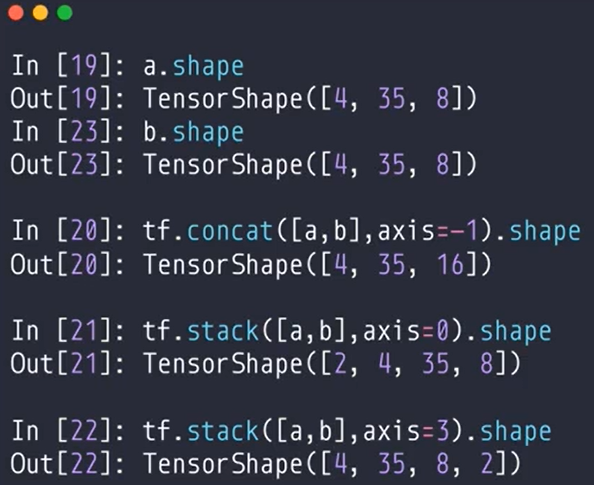 In [19]: a.shape
Out[19]: TensorShape([4, 35, 8])
In [23]: b.shape
Out[23]: TensorShape([4, 35, 8])
In [20]: tf.concat([a,b],axis=-1).shape
Out[20]: TensorShape([4, 35, 16])
In [21]: tf.stack([a,b],axis=0).shape
Out[21]: TensorShape([2, 4, 35, 8])
In [22]: tf.stack([a,b],axis=3).shape
Out[22]: TensorShape([4, 35, 8, 2])